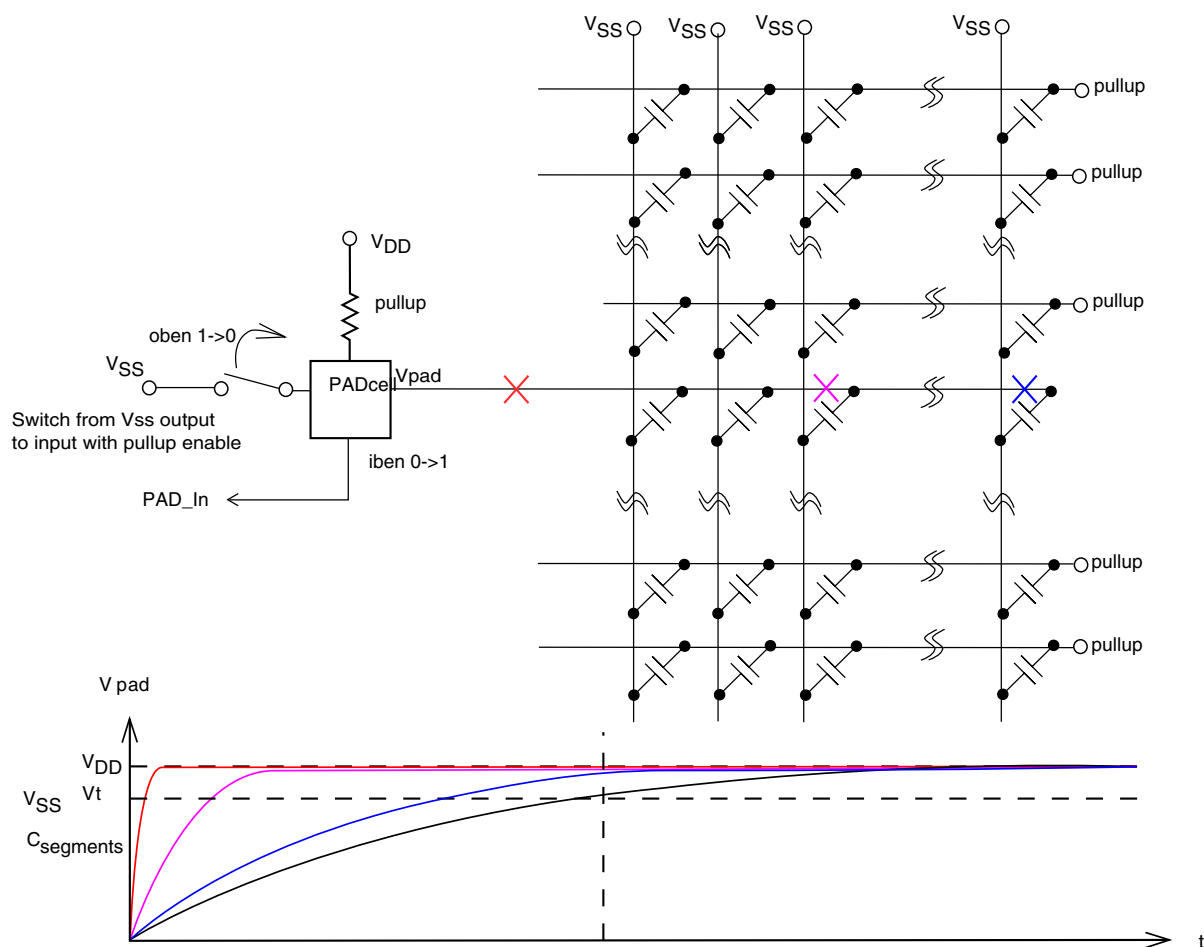 VSS VSS VSS VSS
pullup
pullup
VDD
pullup
pullup
oben 1->0
VSS
PADcell
Vpad
Switch from Vss output
to input with pullup enable
iben 0->1
PAD_In
pullup
pullup
V pad
VDD
Vt
VSS
Csegments
t